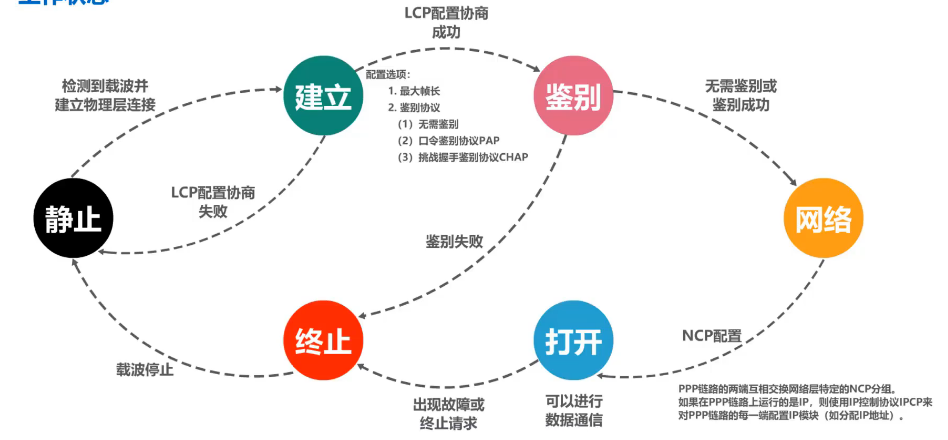 工作状态
LCP配置协商
成功
检测到载波并
建立物理层连接
建立
配置选项：
1. 最大帧长
2. 鉴别协议
（1）无需鉴别
（2）口令鉴别协议PAP
（3）挑战握手鉴别协议CHAP
鉴别
无需鉴别或
鉴别成功
LCP配置协商
失败
静止
网络
鉴别失败
终止
打开
NCP配置
载波停止
出现故障或
终止请求
可以进行
数据通信
PPP链路的两端互相交换网络层特定的NCP分组。
如果在PPP链路上运行的是IP，则使用IP控制协议IPCP来
对PPP链路的每一端配置IP模块（如分配IP地址）。